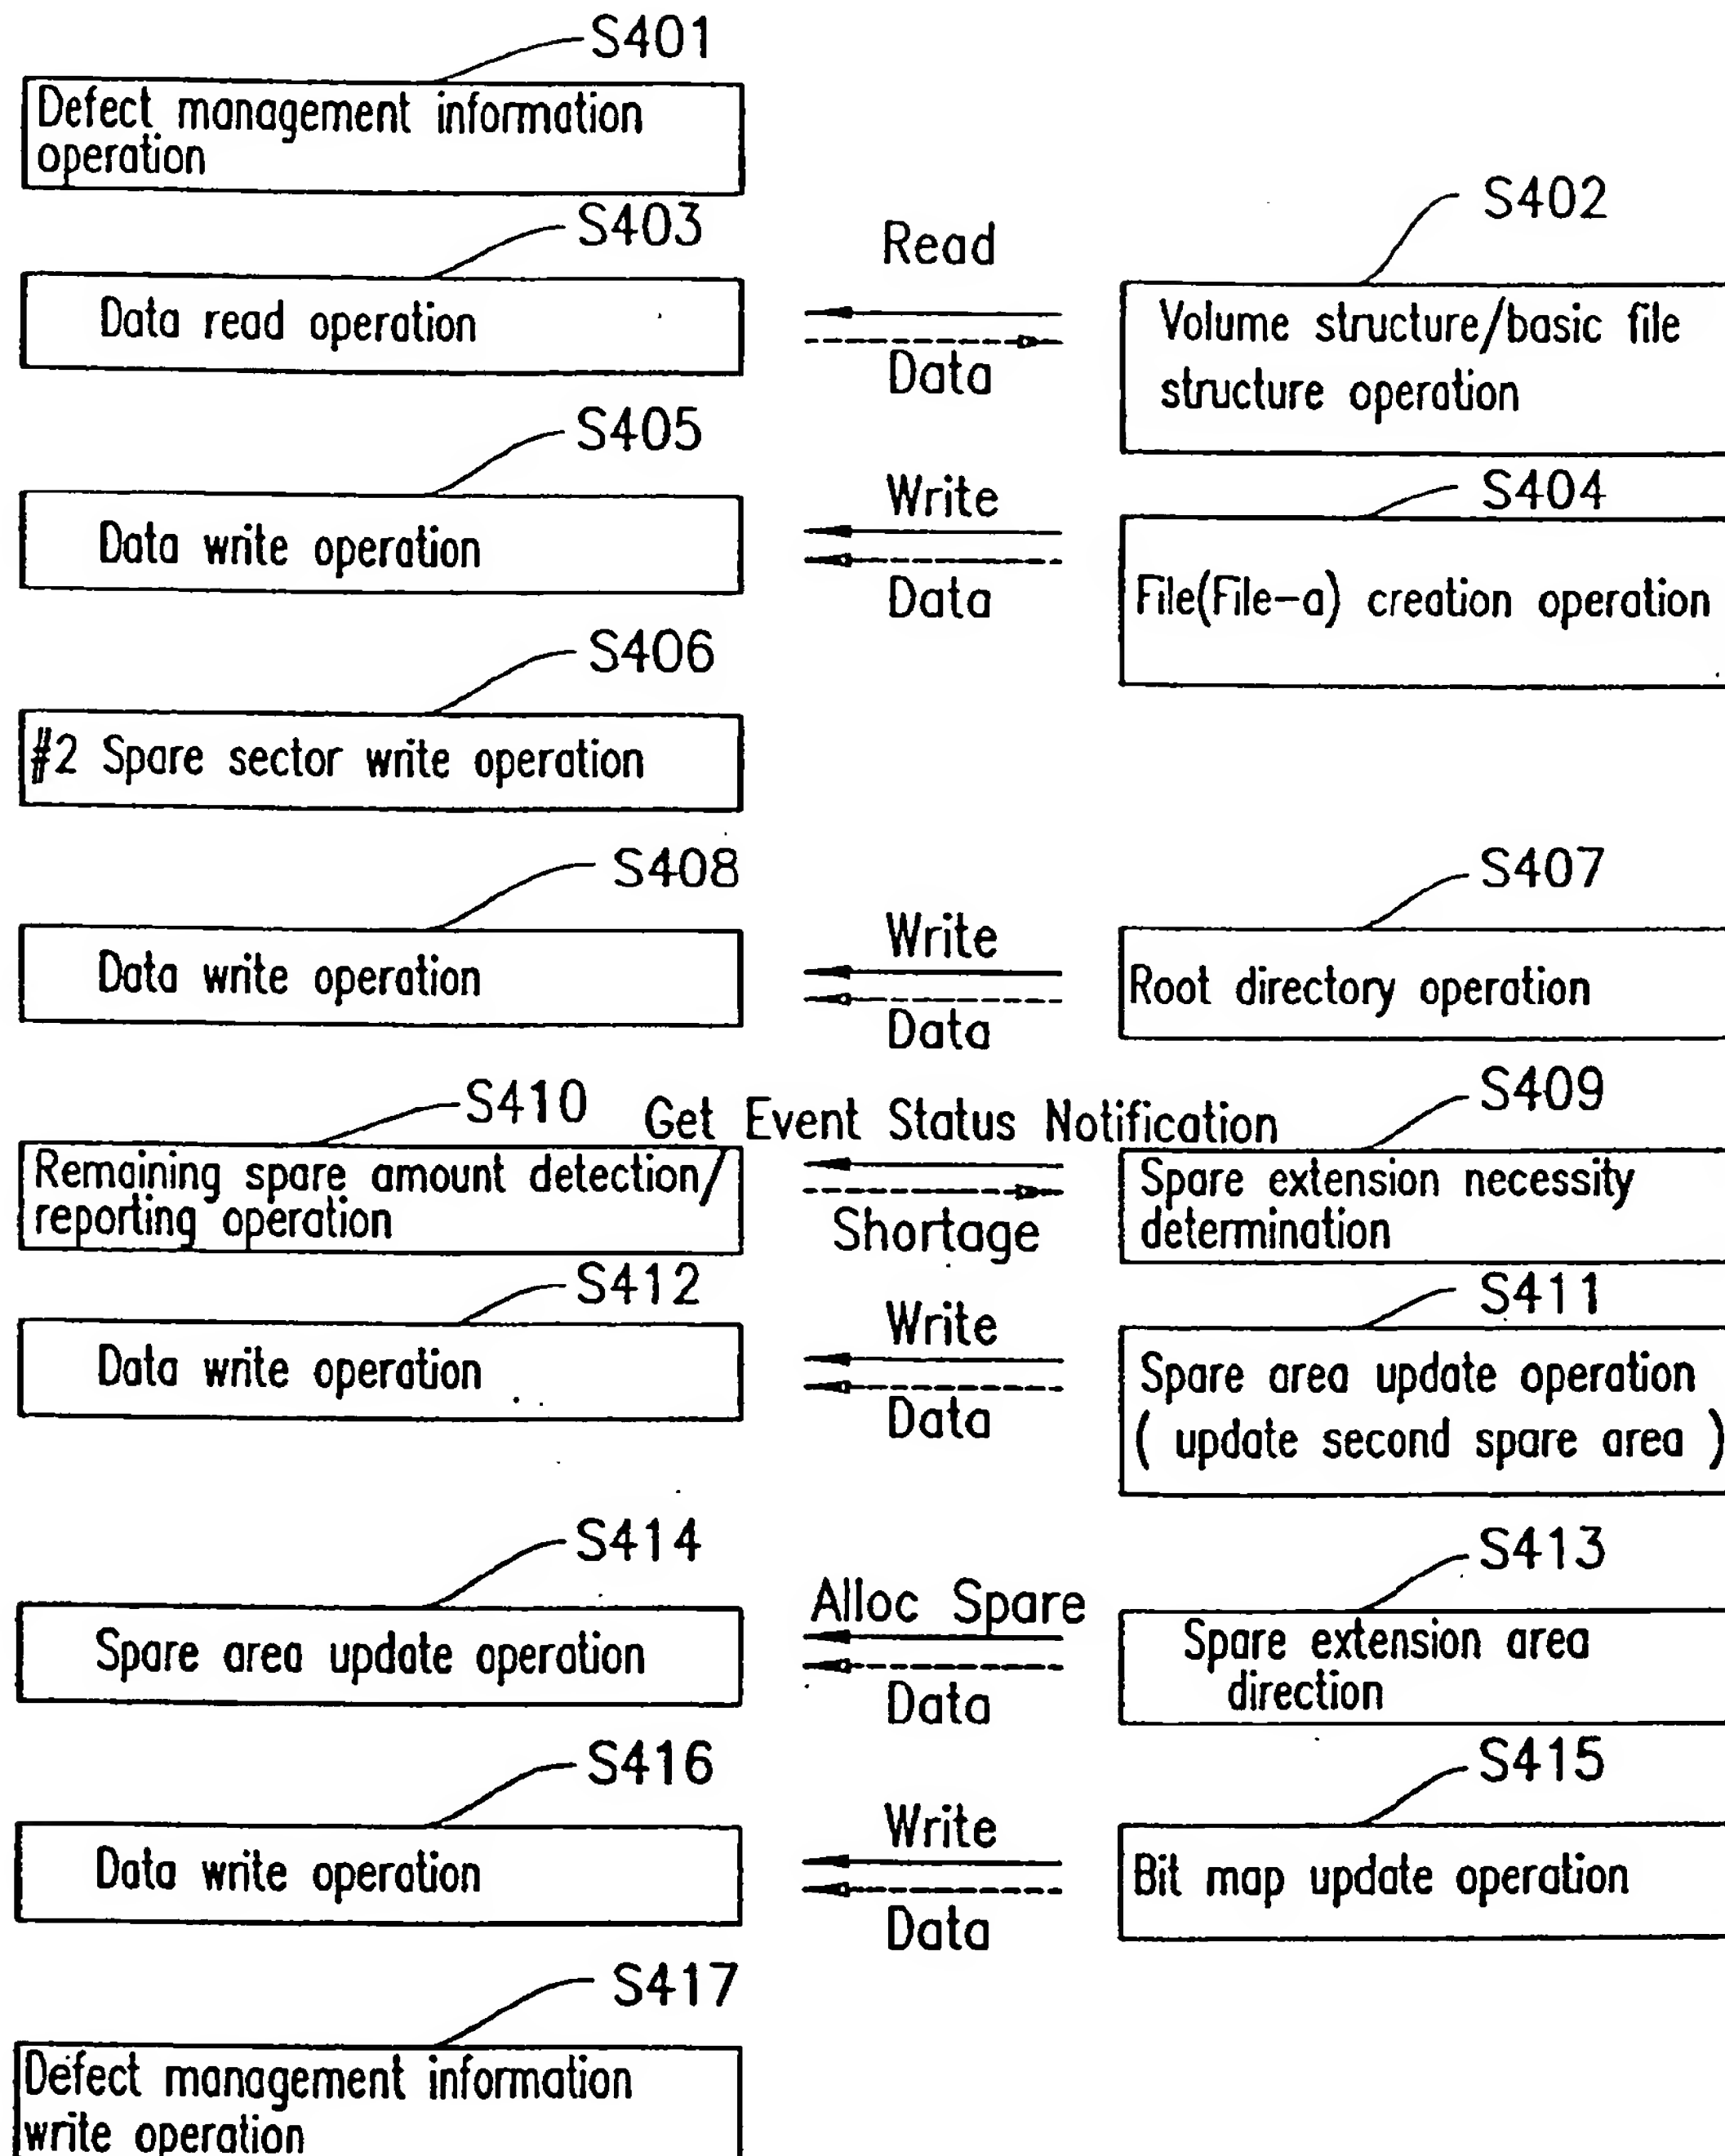 S401
Defect management information
operation
S402
S403
Read
Data read operation
Volume structure/basic file
structure operation
Data
S405
S404
Write
Data write operation
File(File-a) creation operation
Data
S406
#2 Spare sector write operation
S408
S407
Write
Data write operation
Root directory operation
Data
S410
S409
Get Event Status Notification
Remaining spare amount detection/
reporting operation
Spare extension necessity
determination
Shortage
S412
S411
Write
Data write operation
Spare area update operation
( update second spare area )
Data
S414
S413
Alloc Spare
Spare area update operation
Spare extension area
direction
Data
S416
S415
Write
Data write operation
Bit map update operation
Data
S417
Defect management information
write operation